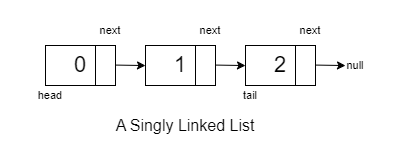 next next next
0 1 2 null
head tail
A Singly Linked List